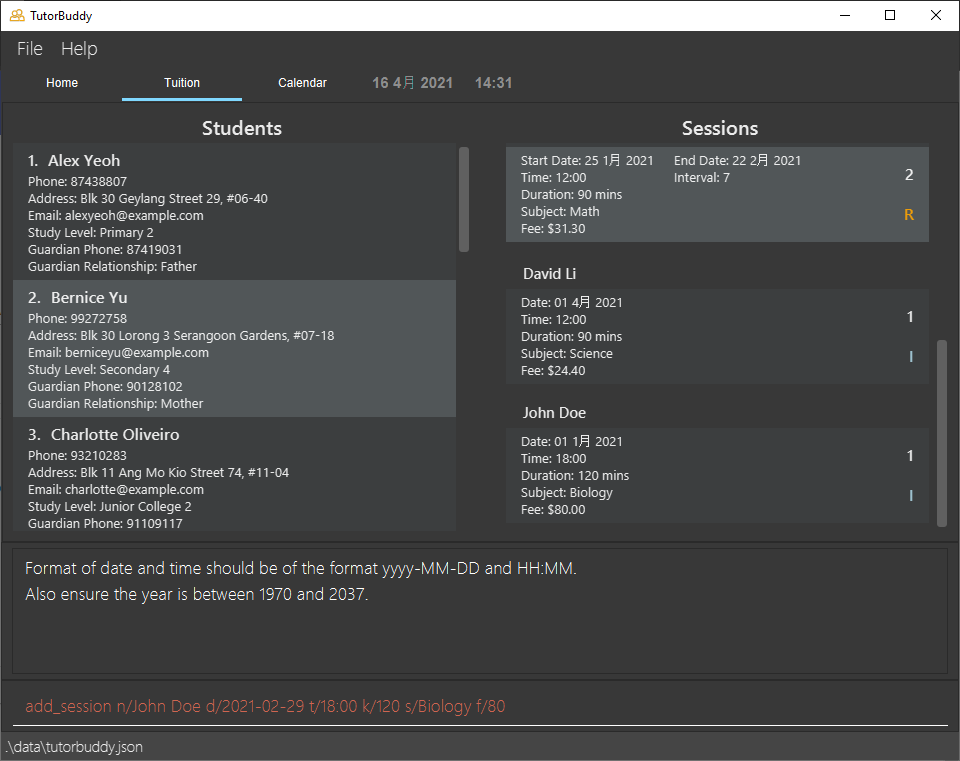 TutorBuddy
File Help
Home Tuition Calendar 16 4月 2021 14:31
Students
1. Alex Yeoh
Phone: 87438807
Address: Blk 30 Geylang Street 29, #06-40
Email: alexyeoh@example.com
Study Level: Primary 2
Guardian Phone: 87419031
Guardian Relationship: Father
2. Bernice Yu
Phone: 99272758
Address: Blk 30 Lorong 3 Serangoon Gardens, #07-18
Email: berniceyu@example.com
Study Level: Secondary 4
Guardian Phone: 90128102
Guardian Relationship: Mother
3. Charlotte Oliveiro
Phone: 93210283
Address: Blk 11 Ang Mo Kio Street 74, #11-04
Email: charlotte@example.com
Study Level: Junior College 2
Guardian Phone: 91109117
Sessions
Start Date: 25 1月 2021 End Date: 22 2月 2021
Time: 12:00 Interval: 7
2
Duration: 90 mins
Subject: Math
R
Fee: $31.30
David Li
Date: 01 4月 2021
Time: 12:00
1
Duration: 90 mins
Subject: Science
I
Fee: $24.40
John Doe
Date: 01 1月 2021
Time: 18:00
1
Duration: 120 mins
Subject: Biology
I
Fee: $80.00
Format of date and time should be of the format yyyy-MM-DD and HH:MM.
Also ensure the year is between 1970 and 2037.
add_session n/John Doe d/2021-02-29 t/18:00 k/120 s/Biology f/80
.\data\tutorbuddy.json